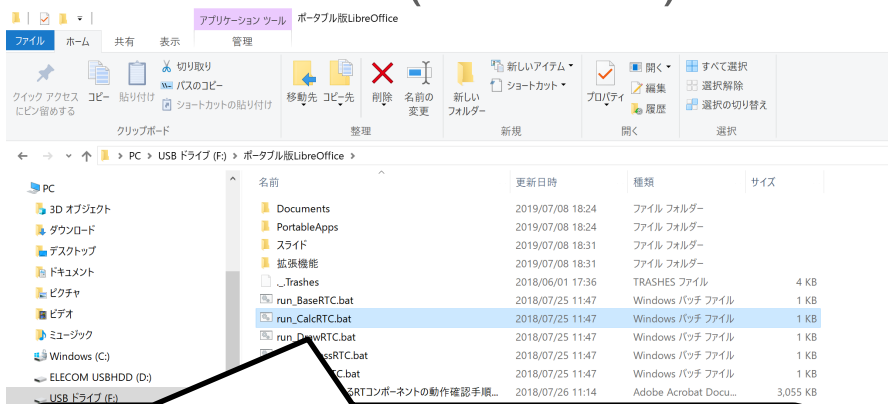 アプリケーション ツール ポータブル版LibreOffice
ファイル ホーム 共有 表示 管理
クイック アクセスにピン留めする
コピー
貼り付け
切り取り
パスのコピー
ショートカットの貼り付け
クリップボード
移動先 コピー先 削除 名前の変更
整理
新しいフォルダー
新しいアイテム
ショートカット
新規
プロパティ
開く
編集
履歴
開く
すべて選択
選択解除
選択の切り替え
選択
PC > USB ドライブ (F:) > ポータブル版LibreOffice >
PC
3D オブジェクト
ダウンロード
デスクトップ
ドキュメント
ピクチャ
ビデオ
ミュージック
Windows (C:)
ELECOM USBHDD (D:)
USB ドライブ (F:)
名前 更新日時 種類 サイズ
Documents 2019/07/08 18:24 ファイル フォルダー
PortableApps 2019/07/08 18:24 ファイル フォルダー
スライド 2019/07/08 18:31 ファイル フォルダー
拡張機能 2019/07/08 18:31 ファイル フォルダー
._.Trashes 2018/06/01 17:36 TRASHES ファイル 4 KB
run_BaseRTC.bat 2018/07/25 11:47 Windows バッチ ファイル 1 KB
run_CalcRTC.bat 2018/07/25 11:47 Windows バッチ ファイル 1 KB
run_DrawRTC.bat 2018/07/25 11:47 Windows バッチ ファイル 1 KB
ssRTC.bat 2018/07/25 11:47 Windows バッチ ファイル 1 KB
C.bat 2018/07/25 11:47 Windows バッチ ファイル 1 KB
るRTコンポーネントの動作確認手順... 2018/07/26 11:14 Adobe Acrobat Docu... 3,055 KB